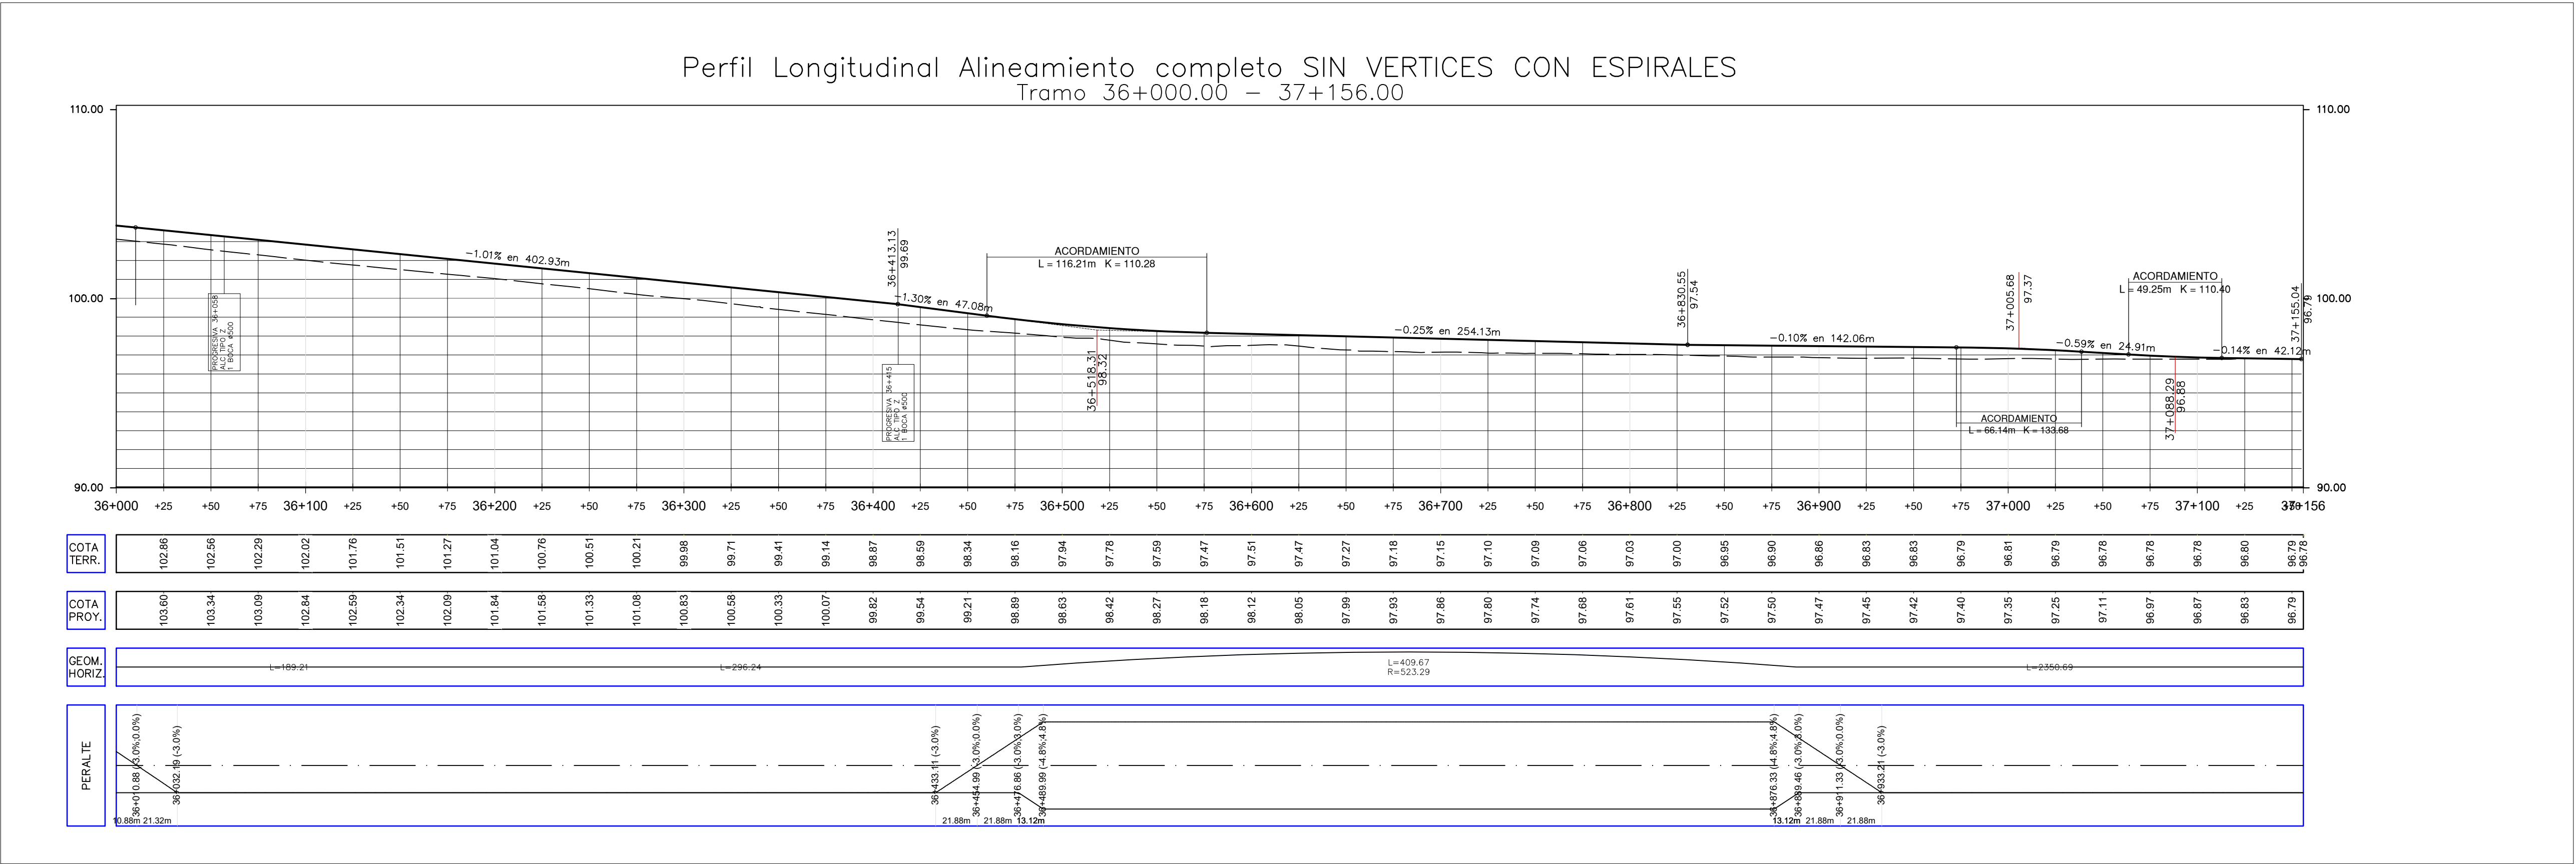 Perfil Longitudinal Alineamiento completo SIN VERTICES CON ESPIRALES
Tramo 36+000.00 - 37+156.00
110.00
110.00
100.00
100.00
90.00
90.00
PROGRESIVA 36+058
ALC TIPO Z
1 BOCA ø500
-1.01% en 402.93m
36+413.13
99.69
PROGRESIVA 36+415
ALC TIPO Z
1 BOCA ø500
-1.30% en 47.08m
ACORDAMIENTO
L = 116.21m K = 110.28
36+518.31
98.32
-0.25% en 254.13m
36+830.55
97.54
-0.10% en 142.06m
37+005.68
97.37
ACORDAMIENTO
L = 66.14m K = 133.68
-0.59% en 24.91m
ACORDAMIENTO
L = 49.25m K = 110.40
37+088.29
96.88
-0.14% en 42.12m
37+155.04
96.79
36+000 +25 +50 +75 36+100 +25 +50 +75 36+200 +25 +50 +75 36+300 +25 +50 +75 36+400 +25 +50 +75 36+500 +25 +50 +75 36+600 +25 +50 +75 36+700 +25 +50 +75 36+800 +25 +50 +75 36+900 +25 +50 +75 37+000 +25 +50 +75 37+100 +25 37+156
COTA
TERR.
102.86 102.56 102.29 102.02 101.76 101.51 101.27 101.04 100.76 100.51 100.21 99.98 99.71 99.41 99.14 98.87 98.59 98.34 98.16 97.94 97.78 97.59 97.47 97.51 97.47 97.27 97.18 97.15 97.10 97.09 97.06 97.03 97.00 96.95 96.90 96.86 96.83 96.83 96.79 96.81 96.79 96.78 96.78 96.78 96.80 96.79 96.78
COTA
PROY.
103.60 103.34 103.09 102.84 102.59 102.34 102.09 101.84 101.58 101.33 101.08 100.83 100.58 100.33 100.07 99.82 99.54 99.21 98.89 98.63 98.42 98.27 98.18 98.12 98.05 97.99 97.93 97.86 97.80 97.74 97.68 97.61 97.55 97.52 97.50 97.47 97.45 97.42 97.40 97.35 97.25 97.11 96.97 96.87 96.83 96.79
GEOM.
HORIZ.
L=189.21
L=296.24
L=409.67
R=523.29
L=2350.69
PERALTE
36+010.88 (-3.0%;0.0%)
36+032.19 (-3.0%)
36+433.11 (-3.0%)
36+454.99 (-3.0%;0.0%)
36+476.86 (-3.0%;3.0%)
36+489.99 (-4.8%;4.8%)
36+876.33 (-4.8%;4.8%)
36+889.46 (-3.0%;3.0%)
36+911.33 (-3.0%;0.0%)
36+933.21 (-3.0%)
10.88m 21.32m
21.88m 21.88m 13.12m
13.12m 21.88m 21.88m